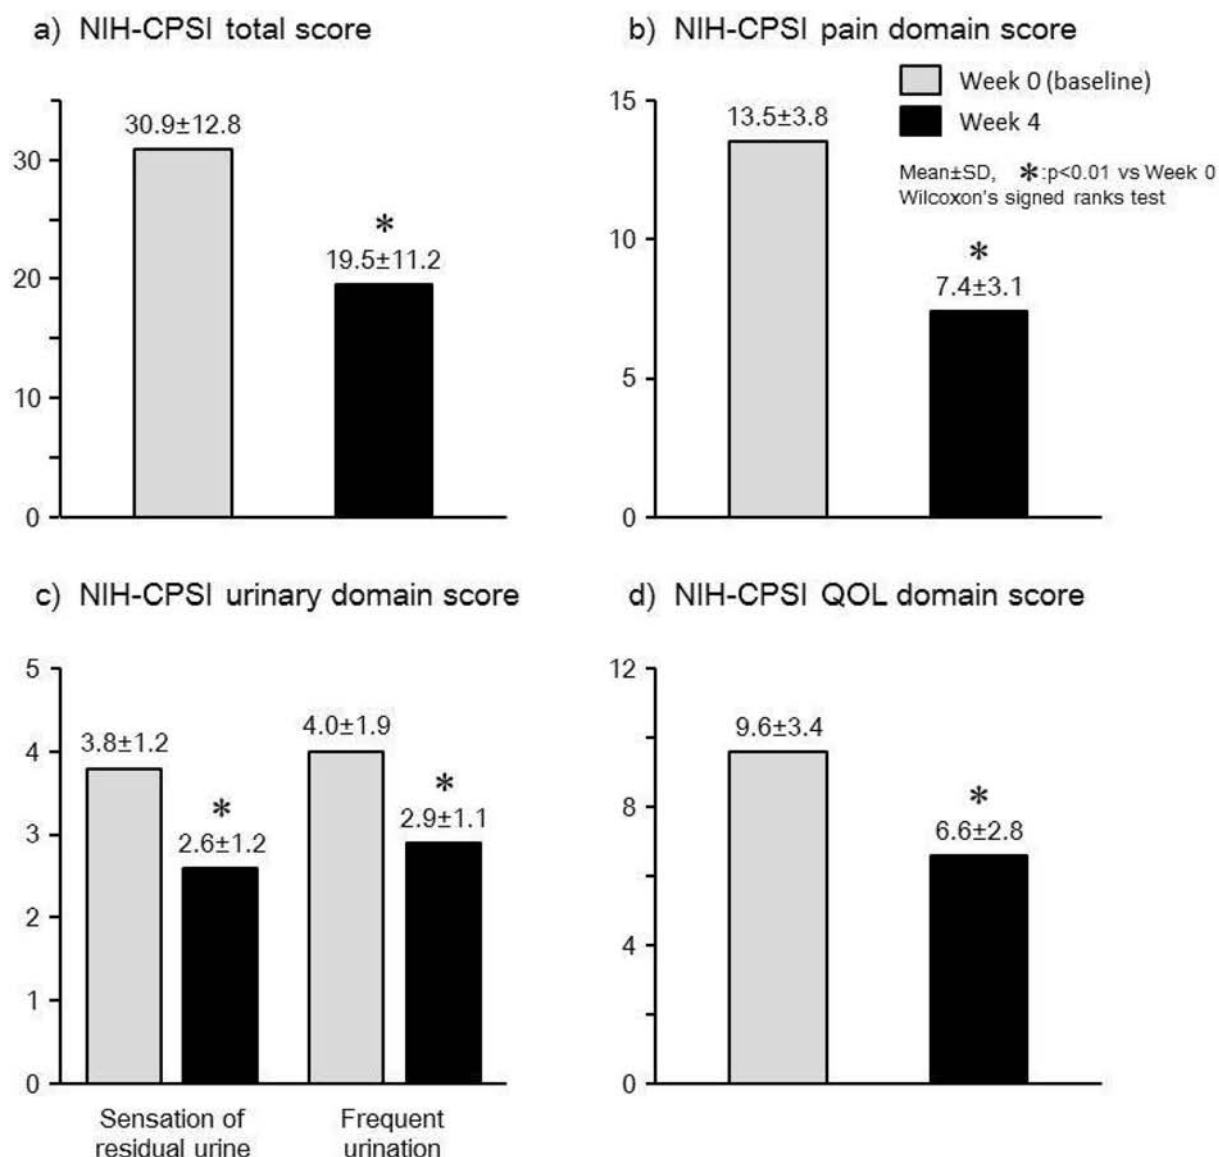 a) NIH-CPSI total score
30
20
10
0
30.9±12.8
*
19.5±11.2
b) NIH-CPSI pain domain score
Week 0 (baseline)
Week 4
Mean±SD, *:p<0.01 vs Week 0
Wilcoxon's signed ranks test
15
10
5
0
13.5±3.8
*
7.4±3.1
c) NIH-CPSI urinary domain score
5
4
3
2
1
0
3.8±1.2
*
2.6±1.2
4.0±1.9
*
2.9±1.1
Sensation of
residual urine
Frequent
urination
d) NIH-CPSI QOL domain score
12
8
4
0
9.6±3.4
*
6.6±2.8